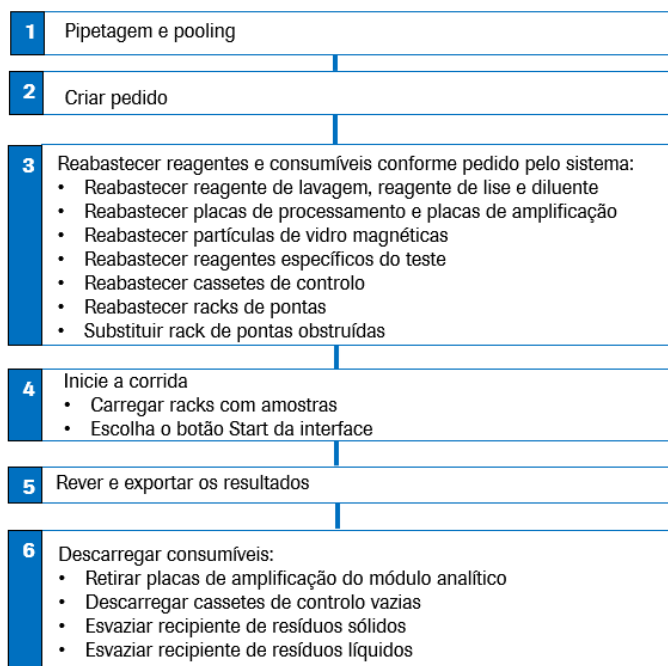 1 Pipetagem e pooling
2 Criar pedido
3 Reabastecer reagentes e consumíveis conforme pedido pelo sistema:
• Reabastecer reagente de lavagem, reagente de lise e diluente
• Reabastecer placas de processamento e placas de amplificação
• Reabastecer partículas de vidro magnéticas
• Reabastecer reagentes específicos do teste
• Reabastecer cassetes de controlo
• Reabastecer racks de pontas
• Substituir rack de pontas obstruídas
4 Inicie a corrida
• Carregar racks com amostras
• Escolha o botão Start da interface
5 Rever e exportar os resultados
6 Descarregar consumíveis:
• Retirar placas de amplificação do módulo analítico
• Descarregar cassetes de controlo vazias
• Esvaziar recipiente de resíduos sólidos
• Esvaziar recipiente de resíduos líquidos